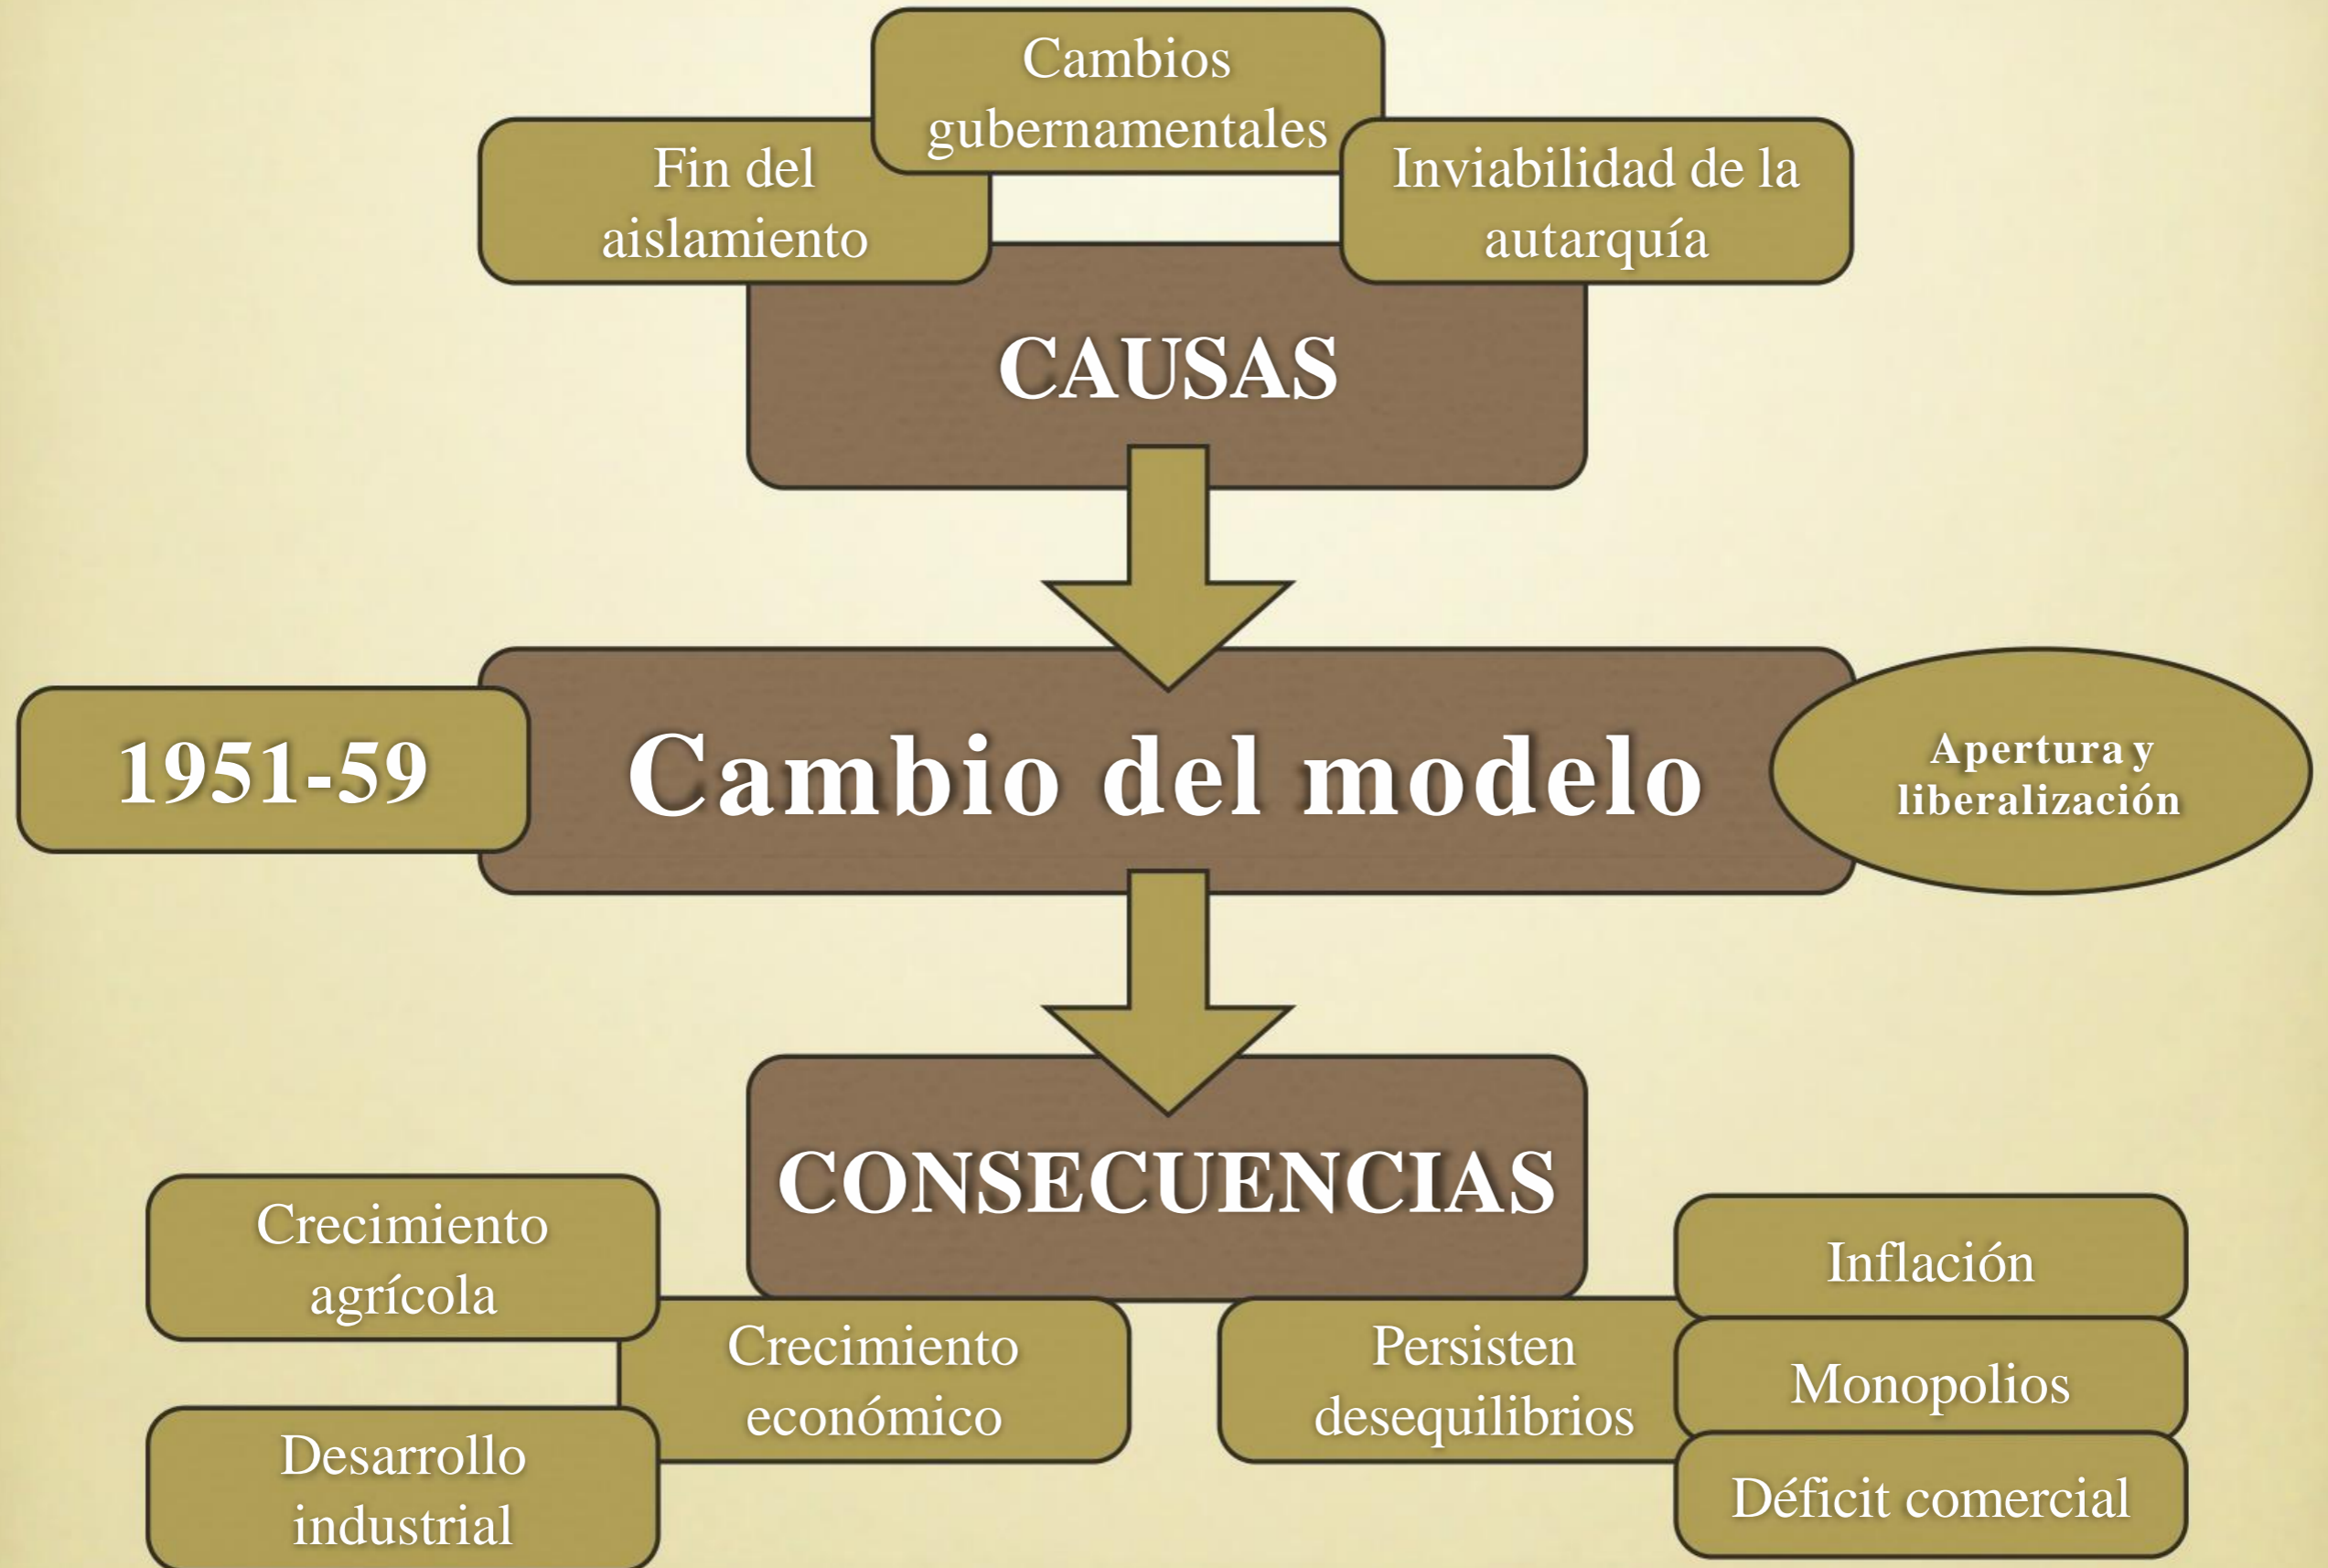 Cambios
gubernamentales
Fin del
aislamiento
Inviabilidad de la
autarquía
CAUSAS
1951-59
Cambio del modelo
Apertura y
liberalización
CONSECUENCIAS
Crecimiento
agrícola
Desarrollo
industrial
Crecimiento
económico
Persisten
desequilibrios
Inflación
Monopolios
Déficit comercial